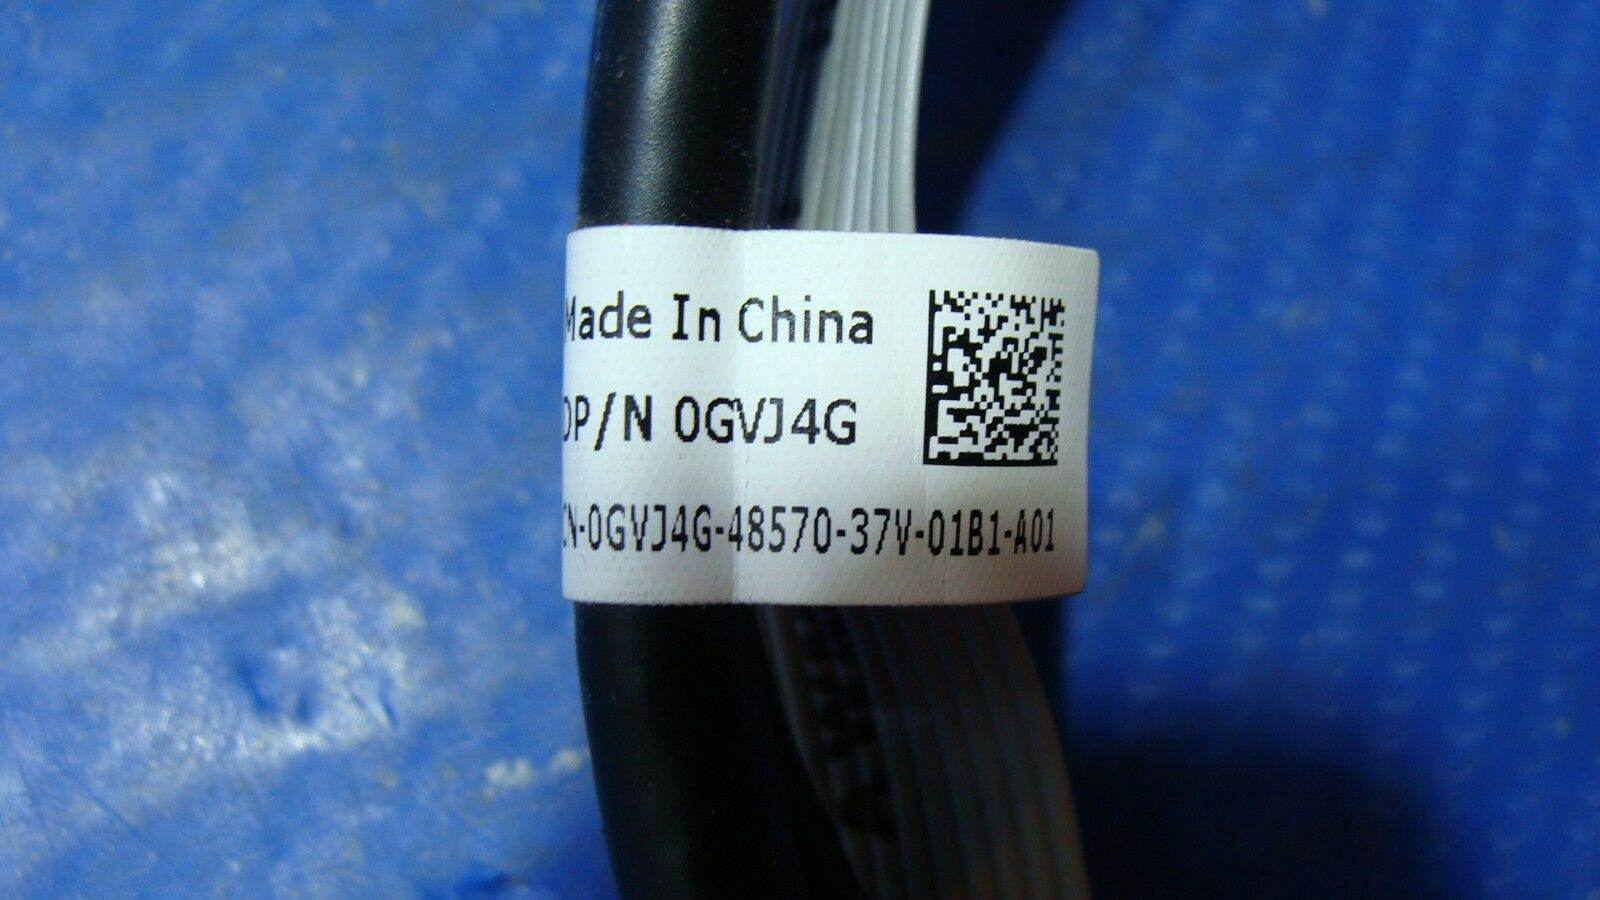 Made In China
DP/N 0GVJ4G
CN-0GVJ4G-48570-37V-01B1-A01